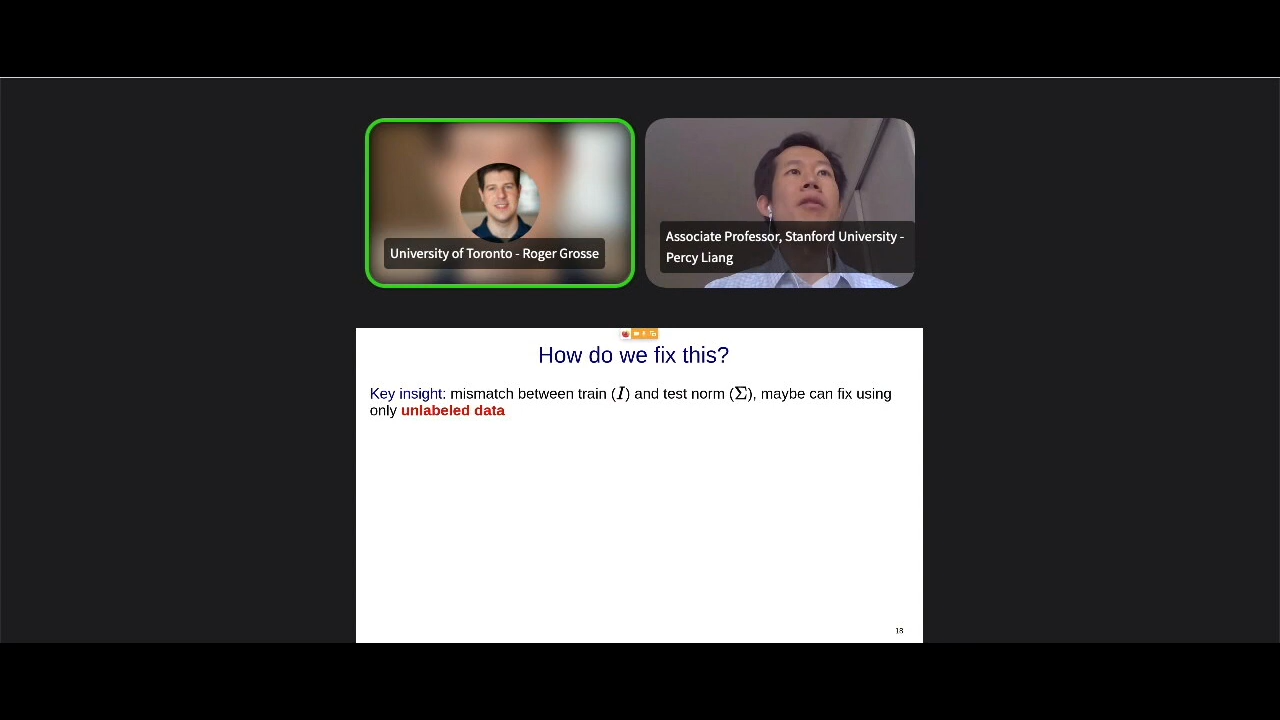 University of Toronto - Roger Grosse
Associate Professor, Stanford University -
Percy Liang
How do we fix this?
Key insight: mismatch between train (I) and test norm (Σ), maybe can fix using
only unlabeled data
18